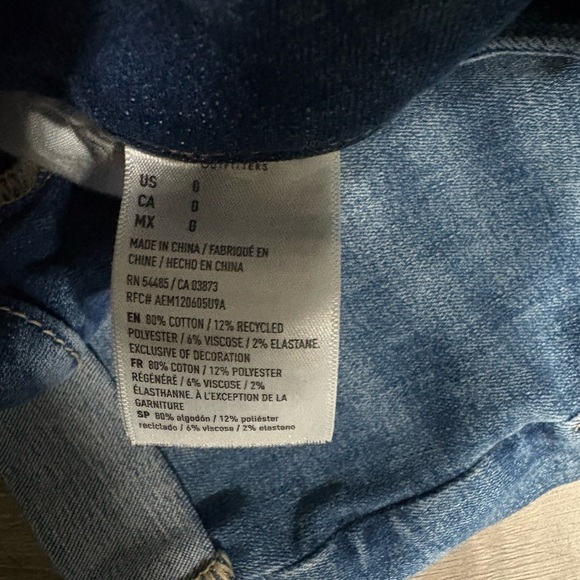 OUTFITTERS
US 0
CA 0
MX 0
MADE IN CHINA / FABRIQUÉ EN
CHINE / HECHO EN CHINA
RN 54485 / CA 03873
RFC# AEM120605U9A
EN 80% COTTON / 12% RECYCLED
POLYESTER / 6% VISCOSE / 2% ELASTANE.
EXCLUSIVE OF DECORATION
FR 80% COTON / 12% POLYESTER
RÉGÉNÉRÉ / 6% VISCOSE / 2%
ÉLASTHANNE. À L'EXCEPTION DE LA
GARNITURE
SP 80% algodón / 12% poliéster
reciclado / 6% viscosa / 2% elastano